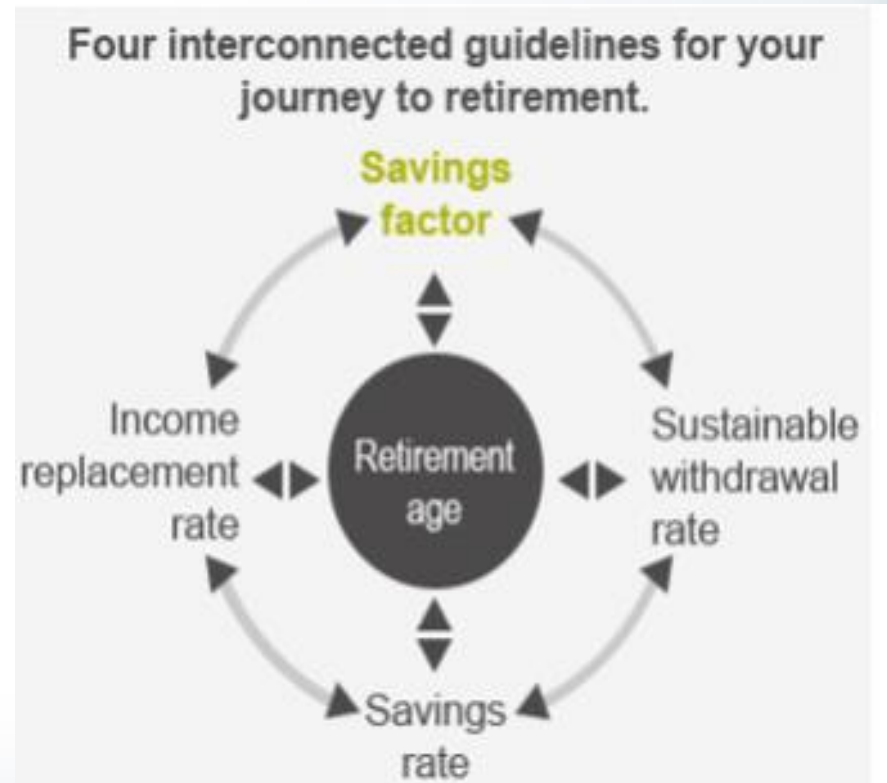 Four interconnected guidelines for your
journey to retirement.
Savings
factor
Income
replacement
rate
Retirement
age
Sustainable
withdrawal
rate
Savings
rate